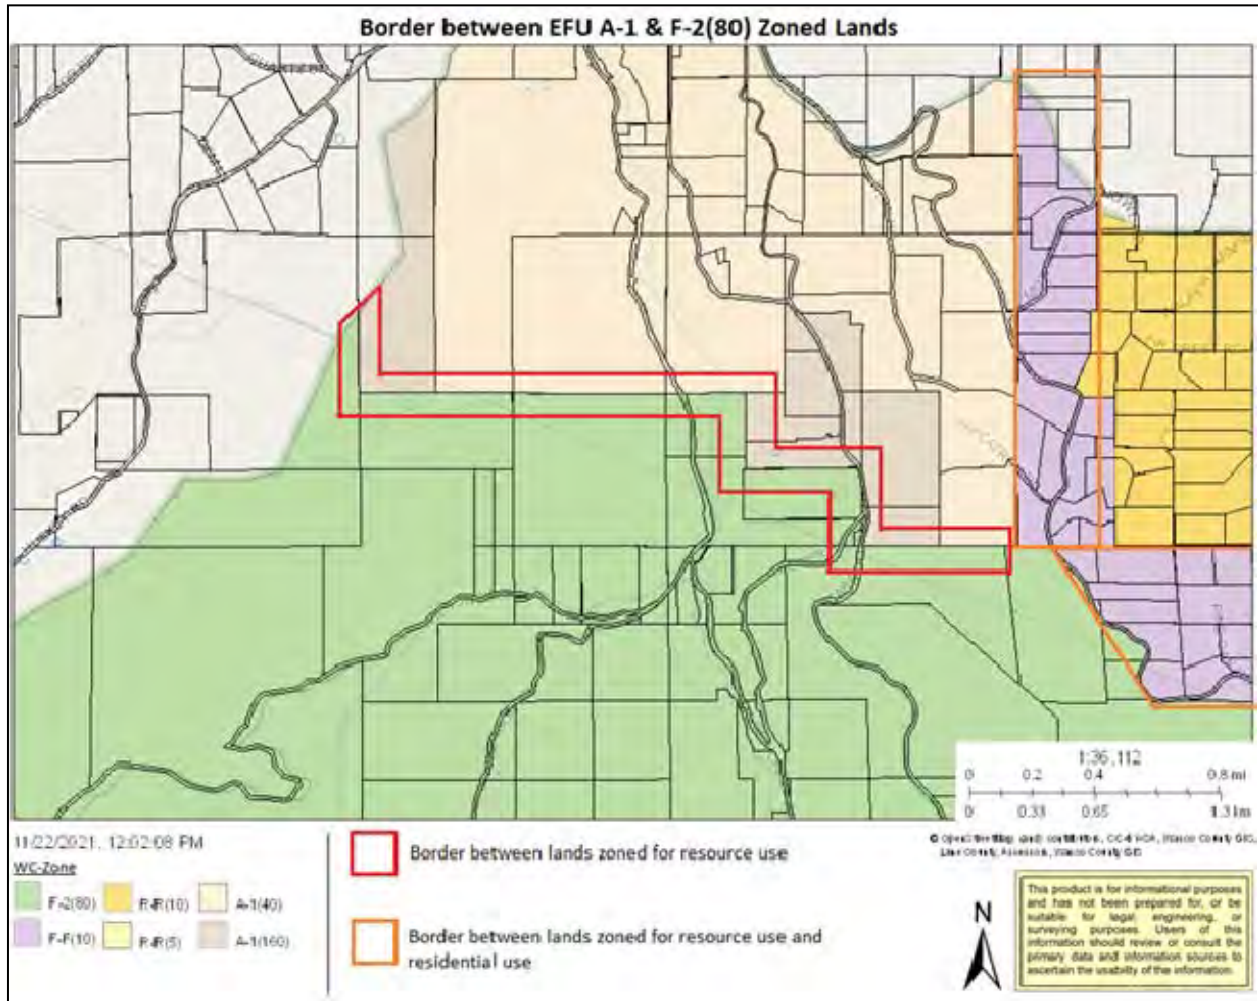 Border between EFU A-1 & F-2(80) Zoned Lands
1:36,112
0 0.2 0.4 0.8 mi
0 0.33 0.65 1.3 km
11/22/2021, 12:02:08 PM
WC-Zone
F-2(80) R-R(10) A-1(40)
F-F(10) R-R(5) A-1(160)
Border between lands zoned for resource use
Border between lands zoned for resource use and
residential use
N
This product is for informational purposes
and has not been prepared for, or be
suitable for legal, engineering, or
surveying purposes. Users of this
information should review or consult the
primary data and information sources to
ascertain the usability of the information.